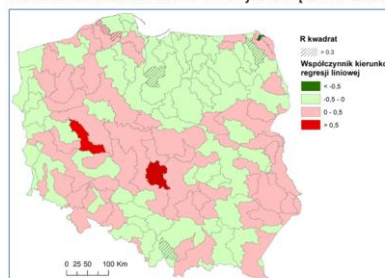 R kwadrat
> 0.3
Współczynnik kierunko
regresji liniowej
< -0,5
-0,5 - 0
0 - 0,5
> 0,5
0 25 50 100 Km